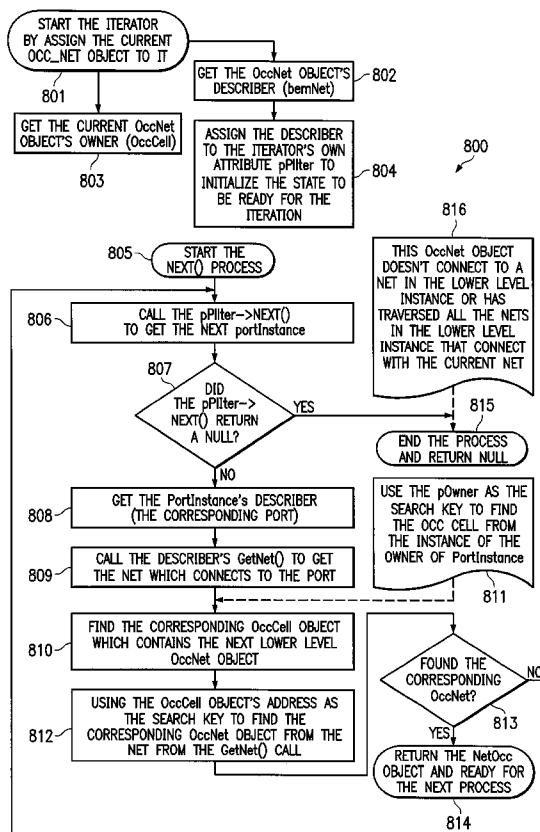 START THE ITERATOR
BY ASSIGN THE CURRENT
OCC_NET OBJECT TO IT
801
GET THE OccNet OBJECT'S
DESCRIBER (bemNet)
802
GET THE CURRENT OccNet
OBJECT'S OWNER (OccCell)
803
ASSIGN THE DESCRIBER
TO THE ITERATOR'S OWN
ATTRIBUTE pPIIter TO
INITIALIZE THE STATE TO
BE READY FOR THE
ITERATION
804
800
805
START THE
NEXT() PROCESS
806
CALL THE pPIIter->NEXT()
TO GET THE NEXT portInstance
807
DID
THE pPIIter->
NEXT() RETURN
A NULL?
YES
NO
816
THIS OccNet OBJECT
DOESN'T CONNECT TO A
NET IN THE LOWER LEVEL
INSTANCE OR HAS
TRAVERSED ALL THE NETS
IN THE LOWER LEVEL
INSTANCE THAT CONNECT
WITH THE CURRENT NET
815
END THE PROCESS
AND RETURN NULL
808
GET THE PortInstance's DESCRIBER
(THE CORRESPONDING PORT)
809
CALL THE DESCRIBER'S GetNet() TO GET
THE NET WHICH CONNECTS TO THE PORT
USE THE pOwner AS THE
SEARCH KEY TO FIND
THE OCC CELL FROM
THE INSTANCE OF THE
OWNER OF PortInstance
811
810
FIND THE CORRESPONDING OccCell OBJECT
WHICH CONTAINS THE NEXT LOWER LEVEL
OccNet OBJECT
812
USING THE OccCell OBJECT'S ADDRESS AS
THE SEARCH KEY TO FIND THE
CORRESPONDING OccNet OBJECT FROM THE
NET FROM THE GetNet() CALL
FOUND THE
CORRESPONDING
OccNet?
NO
813
YES
RETURN THE NetOcc
OBJECT AND READY FOR
THE NEXT PROCESS
814